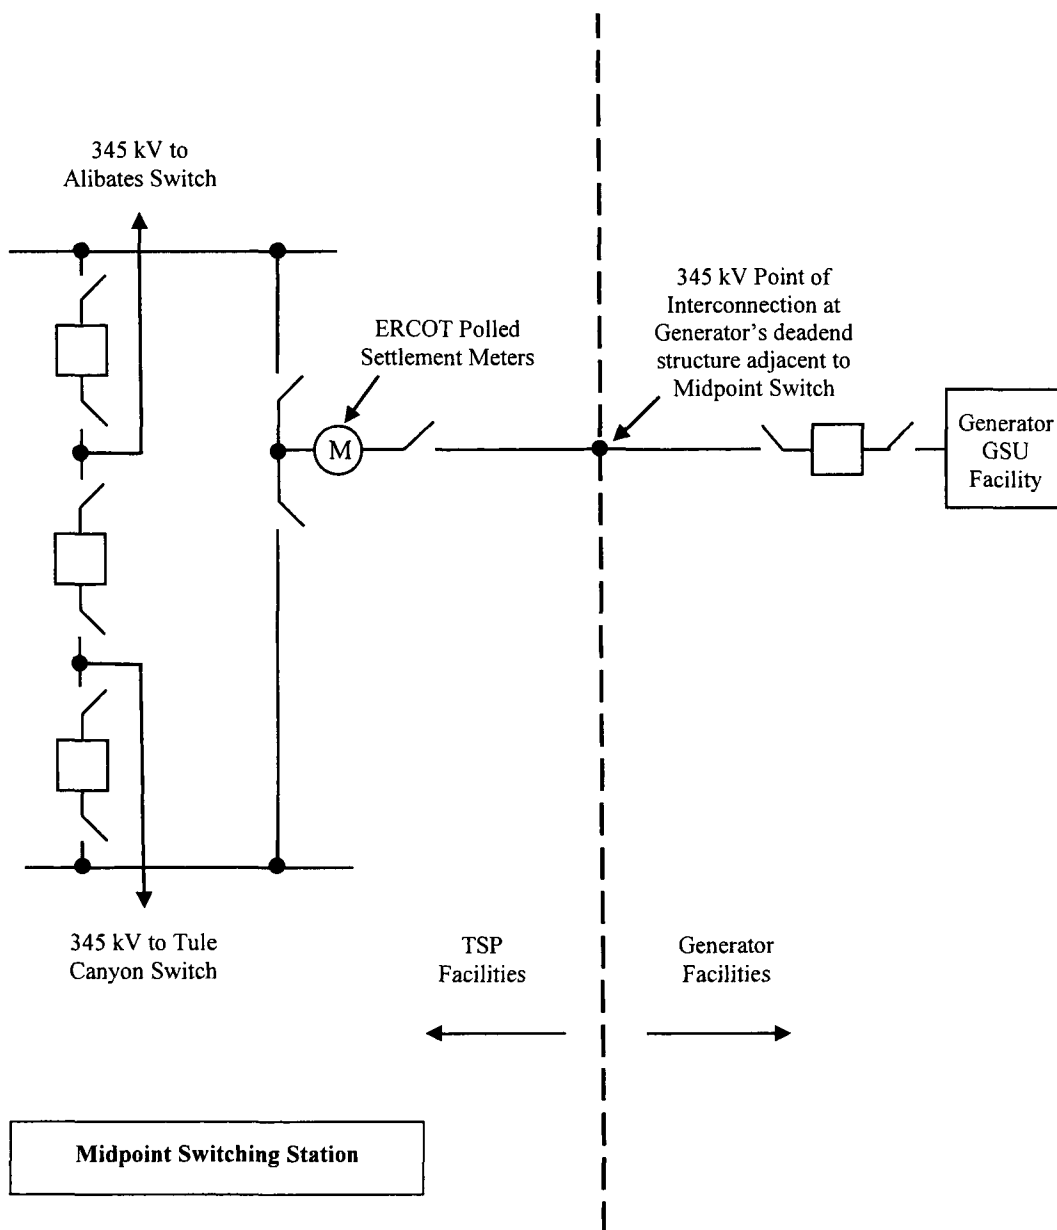 345 kV to
Alibates Switch
ERCOT Polled
Settlement Meters
345 kV Point of
Interconnection at
Generator's deadend
structure adjacent to
Midpoint Switch
M
Generator
GSU
Facility
345 kV to Tule
Canyon Switch
TSP
Facilities
Generator
Facilities
Midpoint Switching Station